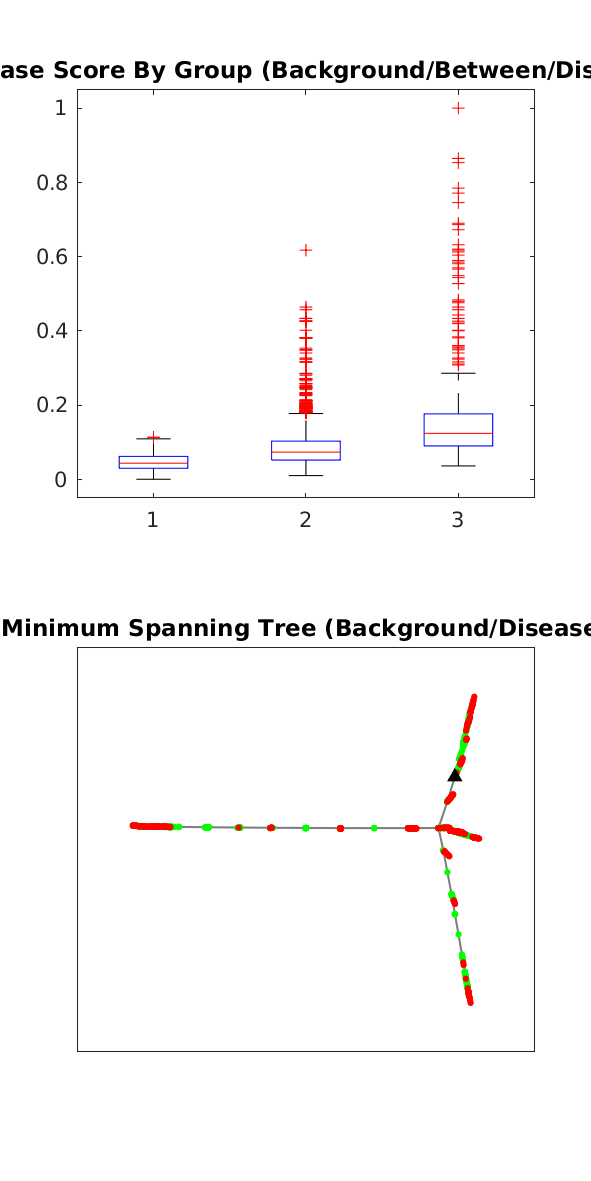 ase Score By Group (Background/Between/Dis
1
0.8
0.6
0.4
0.2
0
1 2 3
Minimum Spanning Tree (Background/Disease